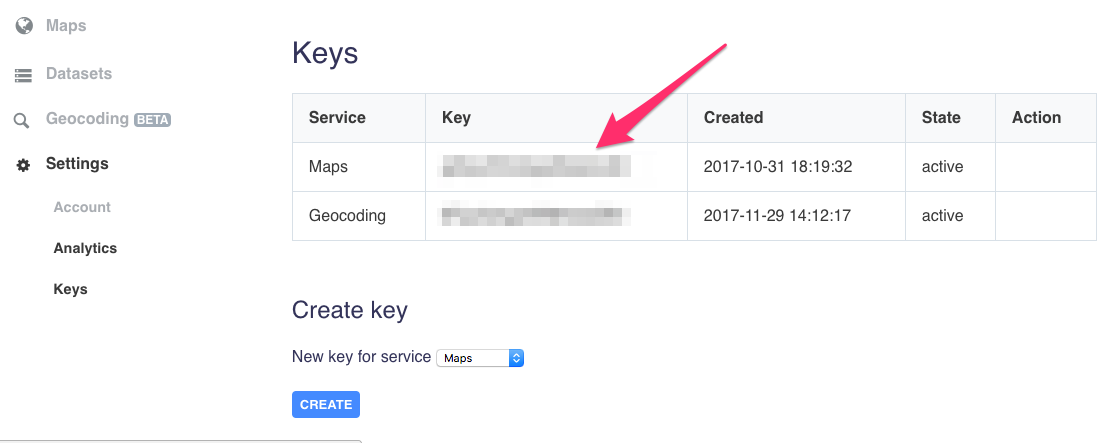 Maps
Datasets
Geocoding BETA
Settings
Account
Analytics
Keys
Keys
Service Key Created State Action
Maps 2017-10-31 18:19:32 active
Geocoding 2017-11-29 14:12:17 active
Create key
New key for service Maps
CREATE